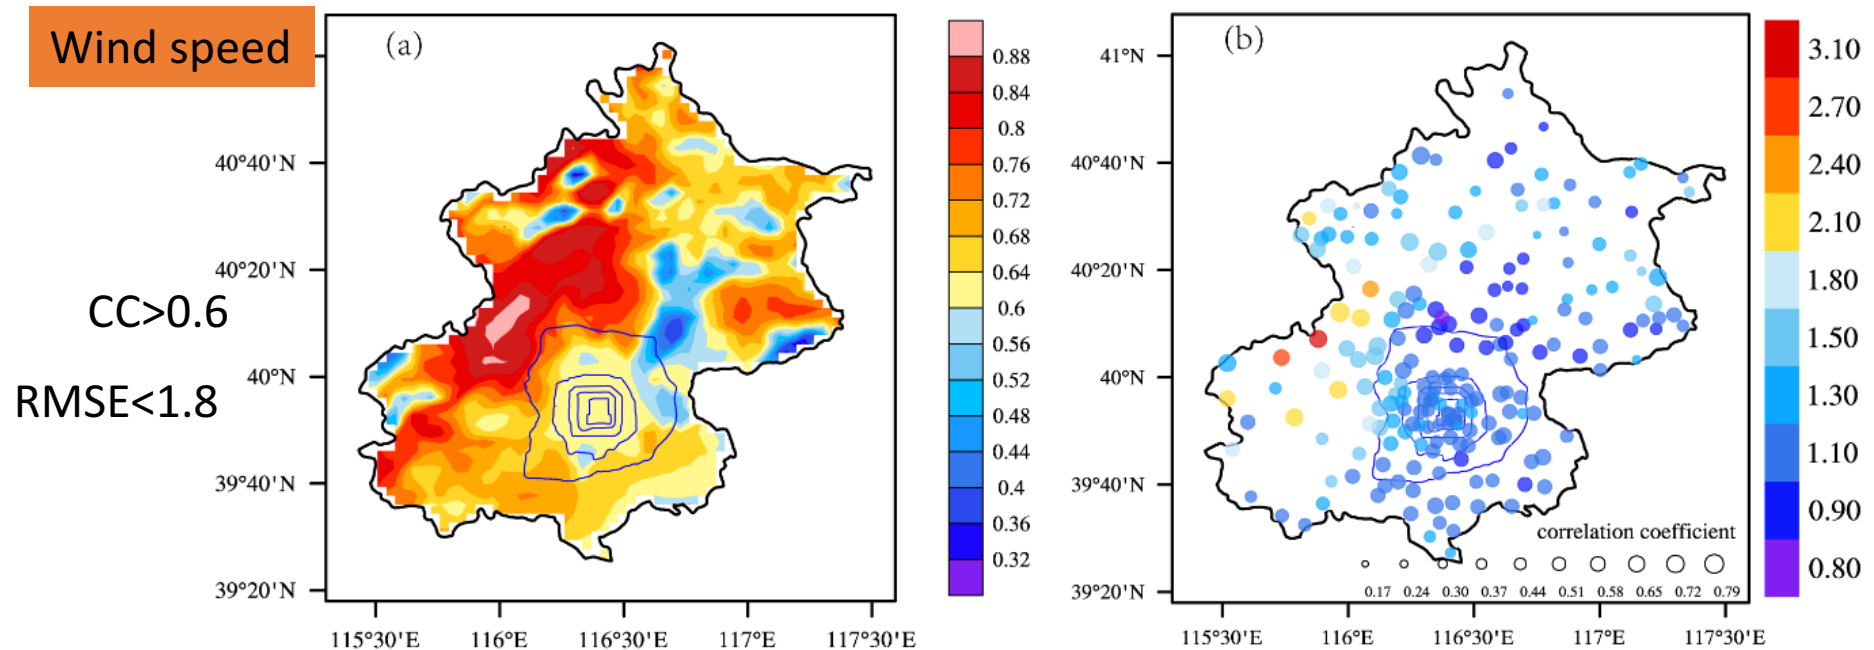 Wind speed
CC>0.6
RMSE<1.8
(a)
40°40'N
40°20'N
40°N
39°40'N
39°20'N
115°30'E 116°E 116°30'E 117°E 117°30'E
0.88
0.84
0.8
0.76
0.72
0.68
0.64
0.6
0.56
0.52
0.48
0.44
0.4
0.36
0.32
(b)
41°N
40°40'N
40°20'N
40°N
39°40'N
39°20'N
115°30'E 116°E 116°30'E 117°E 117°30'E
correlation coefficient
0.17 0.24 0.30 0.37 0.44 0.51 0.58 0.65 0.72 0.79
3.10
2.70
2.40
2.10
1.80
1.50
1.30
1.10
0.90
0.80